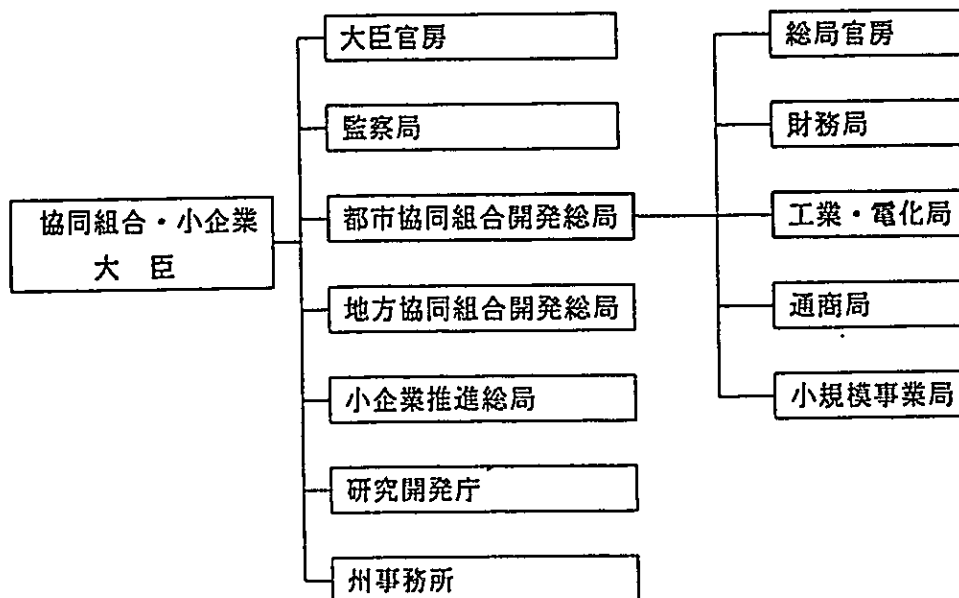 協同組合・小企業
大臣
大臣官房
監察局
都市協同組合開発総局
地方協同組合開発総局
小企業推進総局
研究開発庁
州事務所
総局官房
財務局
工業・電化局
通商局
小規模事業局